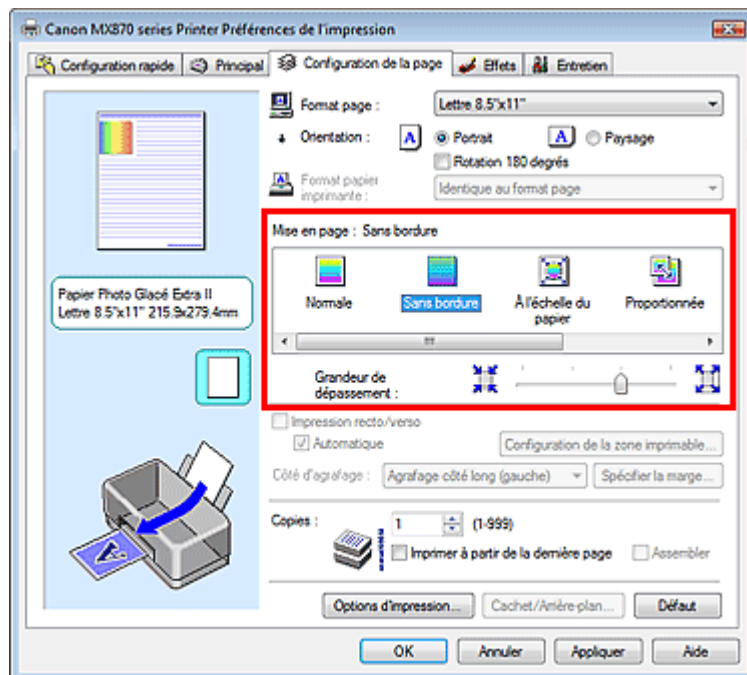 Canon MX870 series Printer Préférences de l'impression
Configuration rapide Principal Configuration de la page Effets Entretien
Format page : Lettre 8.5"x11"
Orientation : A Portrait A Paysage
Rotation 180 degrés
Format papier imprimante : Identique au format page
Mise en page : Sans bordure
Normale Sans bordure À l'échelle du papier Proportionnée
Papier Photo Glacé Extra II
Lettre 8.5"x11" 215.9x279.4mm
Grandeur de dépassement :
Impression recto/verso
Automatique Configuration de la zone imprimable...
Côté d'agrafage : Agrafage côté long (gauche) Spécifier la marge...
Copies : 1 (1-999)
Imprimer à partir de la dernière page Assembler
Options d'impression... Cachet/Arrière-plan... Défaut
OK Annuler Appliquer Aide